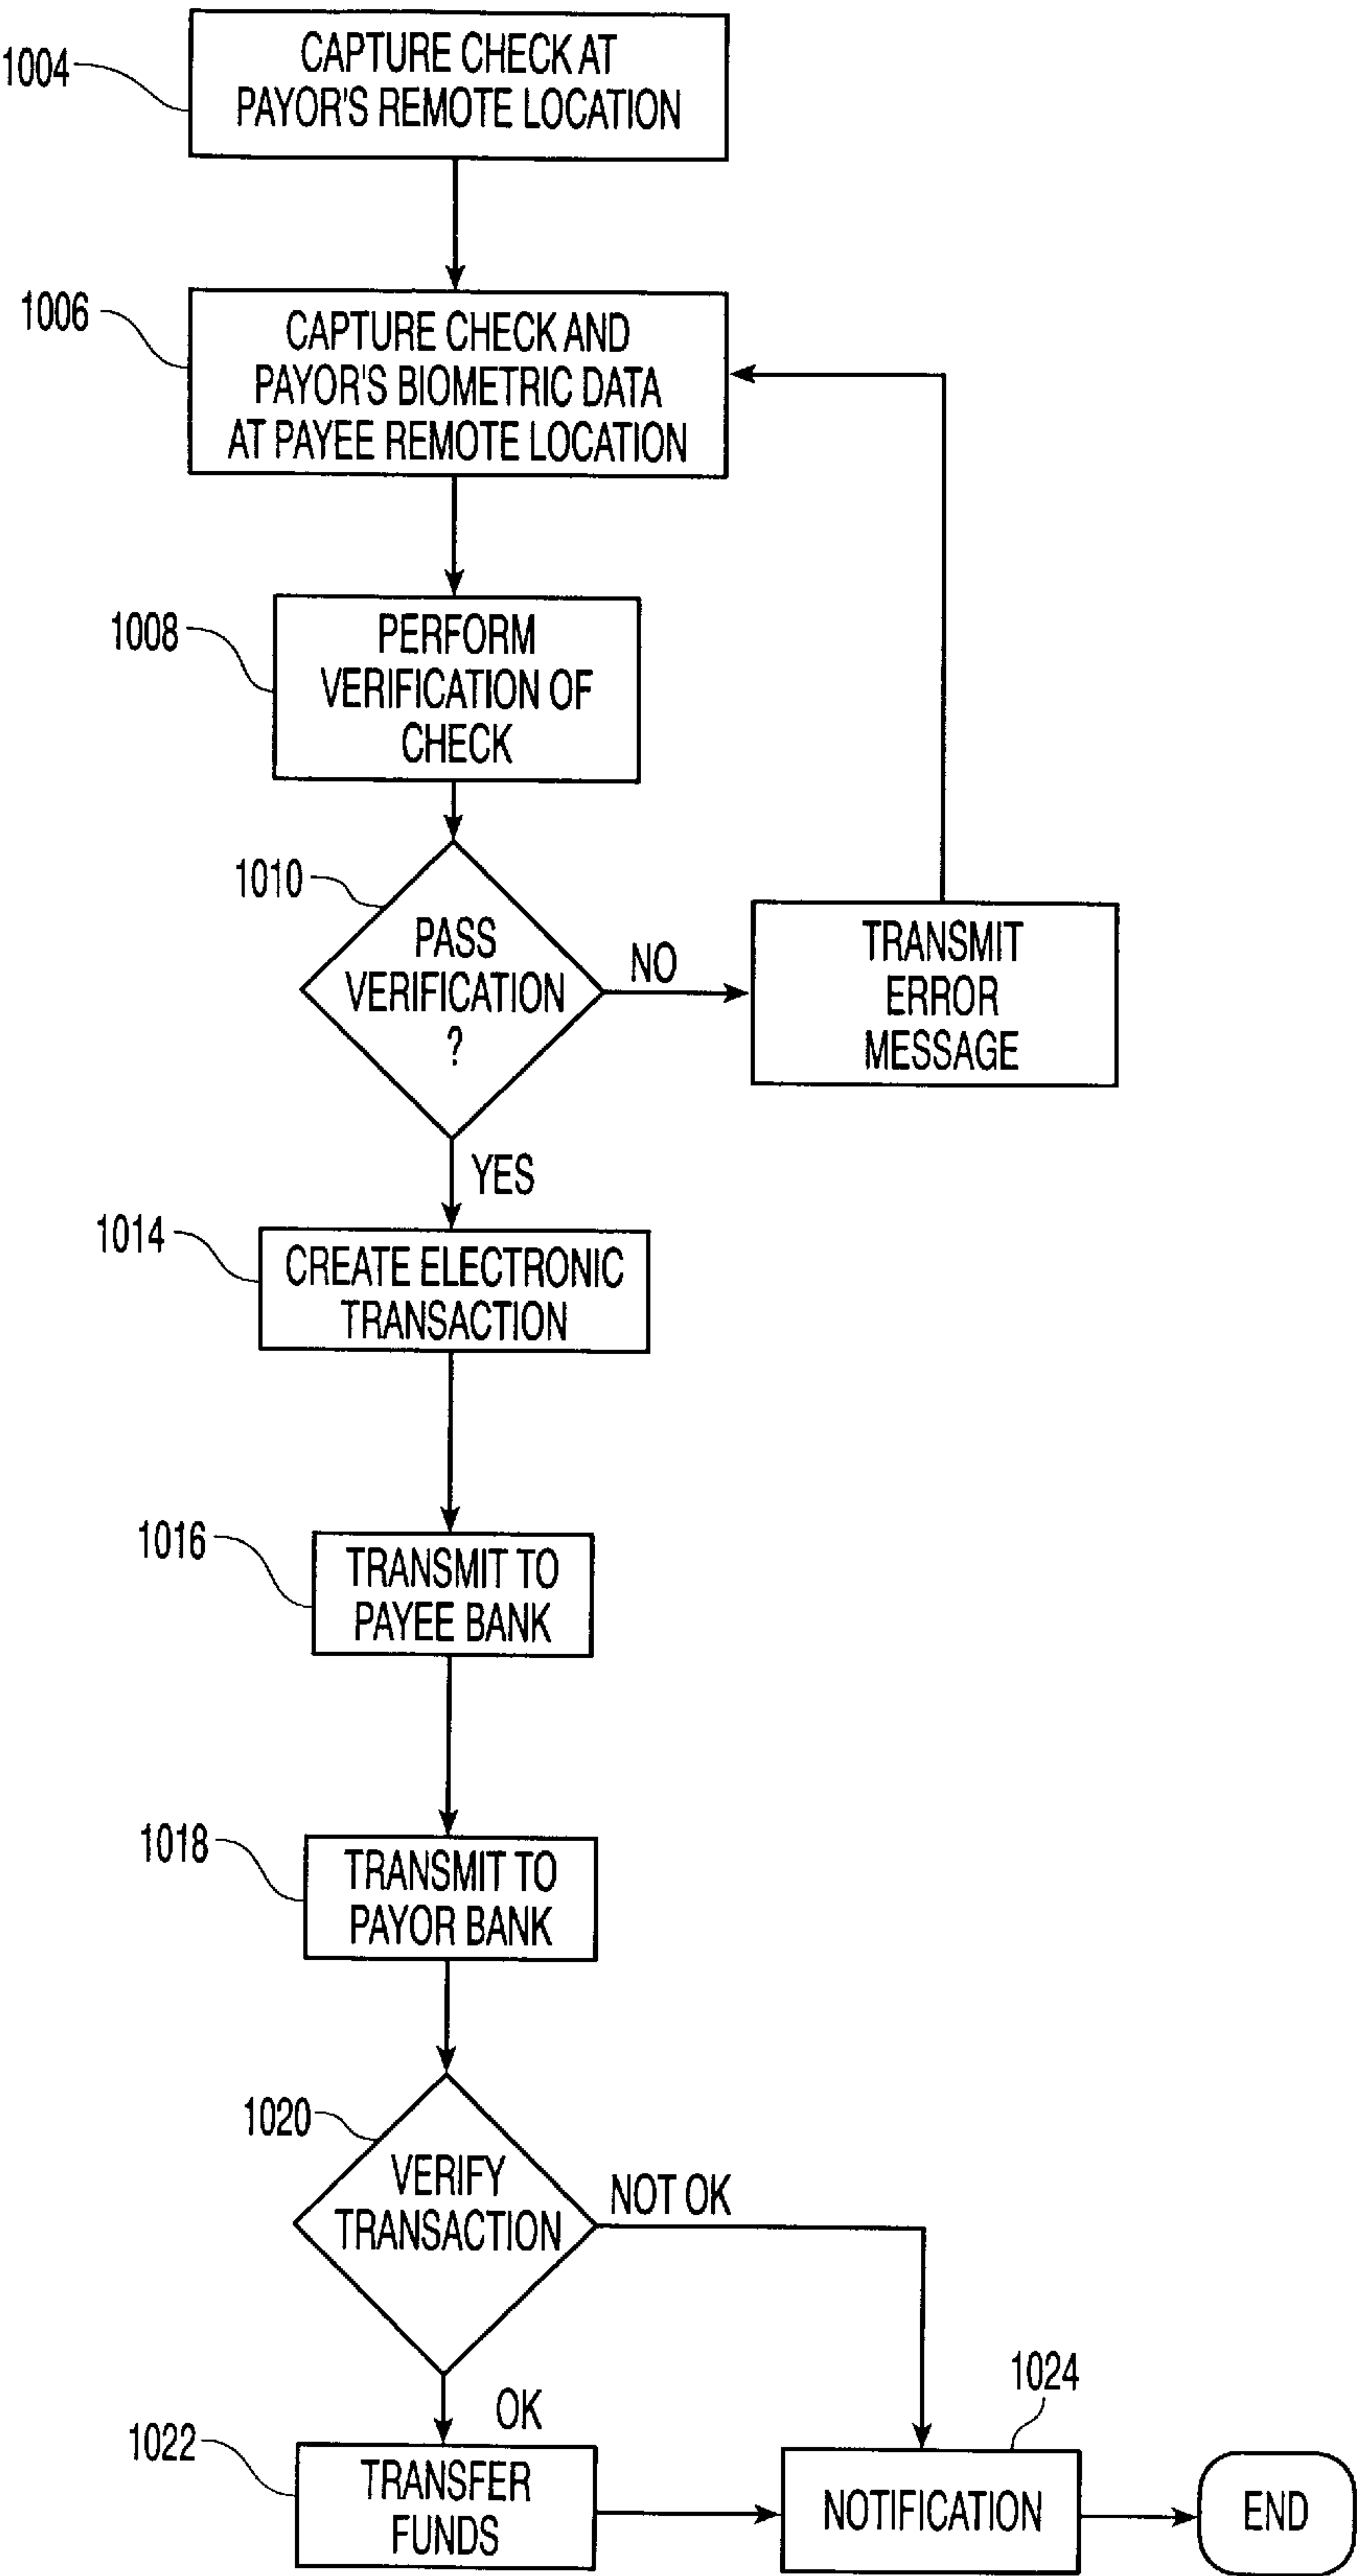 1004
CAPTURE CHECK AT
PAYOR'S REMOTE LOCATION
1006
CAPTURE CHECK AND
PAYOR'S BIOMETRIC DATA
AT PAYEE REMOTE LOCATION
1008
PERFORM
VERIFICATION OF
CHECK
1010
PASS
VERIFICATION
?
NO
TRANSMIT
ERROR
MESSAGE
YES
1014
CREATE ELECTRONIC
TRANSACTION
1016
TRANSMIT TO
PAYEE BANK
1018
TRANSMIT TO
PAYOR BANK
1020
VERIFY
TRANSACTION
NOT OK
OK
1022
TRANSFER
FUNDS
1024
NOTIFICATION
END